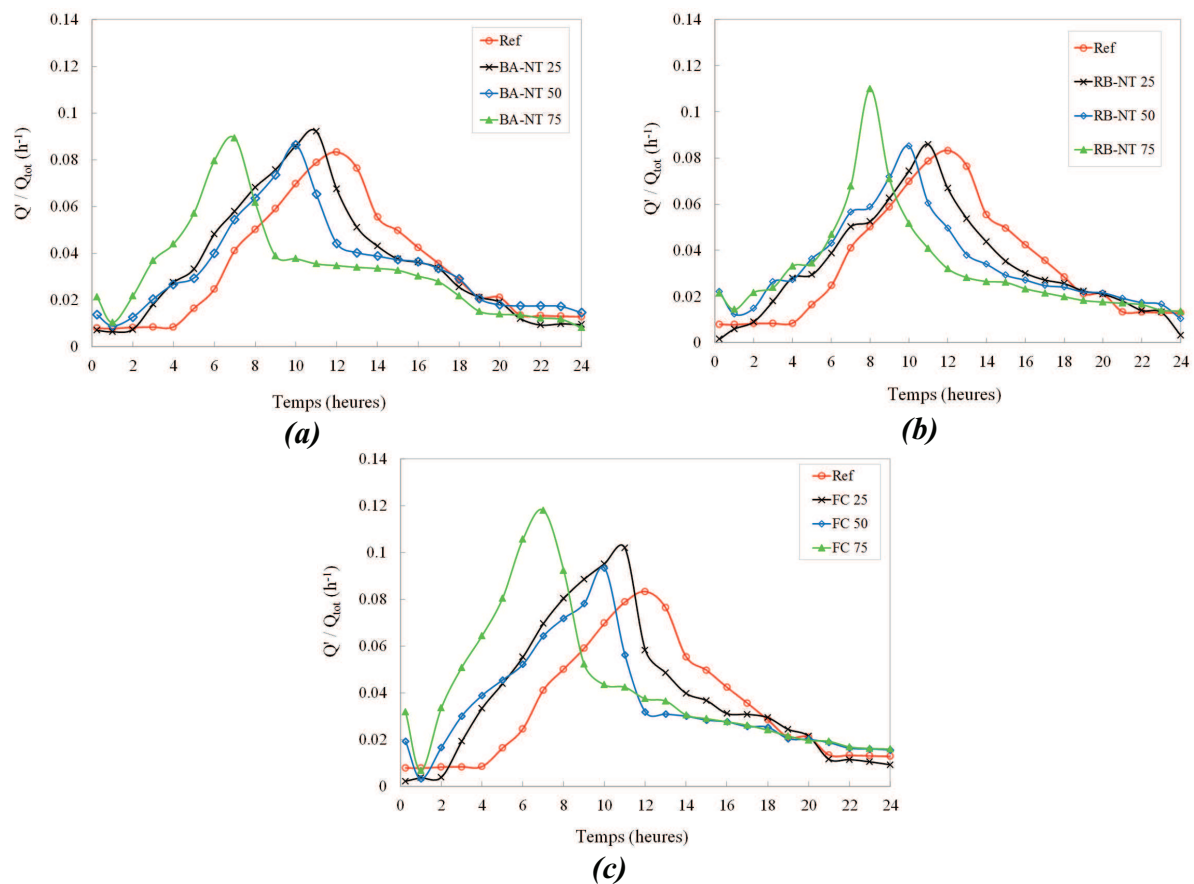 0.14
0.12
0.1
0.08
0.06
0.04
0.02
0
Q' / Qtot (h-1)
Ref
BA-NT 25
BA-NT 50
BA-NT 75
0 2 4 6 8 10 12 14 16 18 20 22 24
Temps (heures)
(a)
0.14
0.12
0.1
0.08
0.06
0.04
0.02
0
Q' / Qtot (h-1)
Ref
RB-NT 25
RB-NT 50
RB-NT 75
0 2 4 6 8 10 12 14 16 18 20 22 24
Temps (heures)
(b)
0.14
0.12
0.1
0.08
0.06
0.04
0.02
0
Q' / Qtot (h-1)
Ref
FC 25
FC 50
FC 75
0 2 4 6 8 10 12 14 16 18 20 22 24
Temps (heures)
(c)